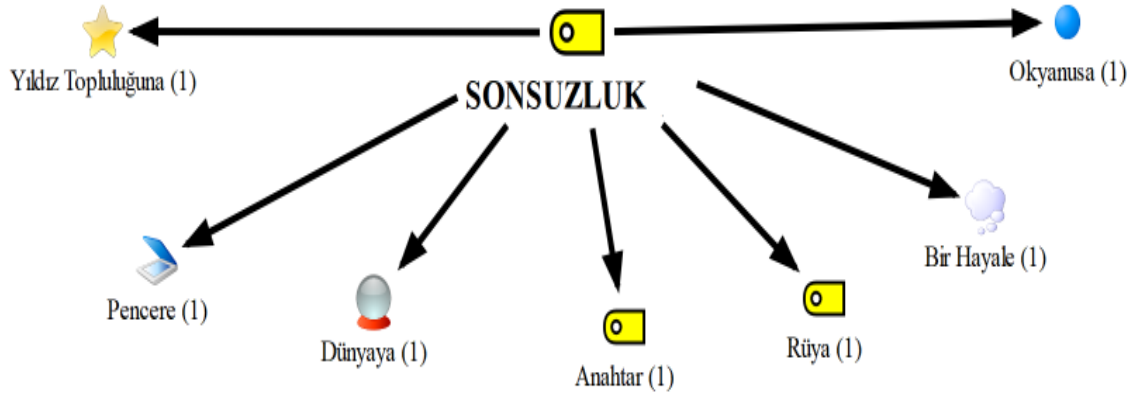 Yıldız Topluluğuna (1)
Okyanusa (1)
SONSUZLUK
Bir Hayale (1)
Pencere (1)
Dünyaya (1)
Rüya (1)
Anahtar (1)